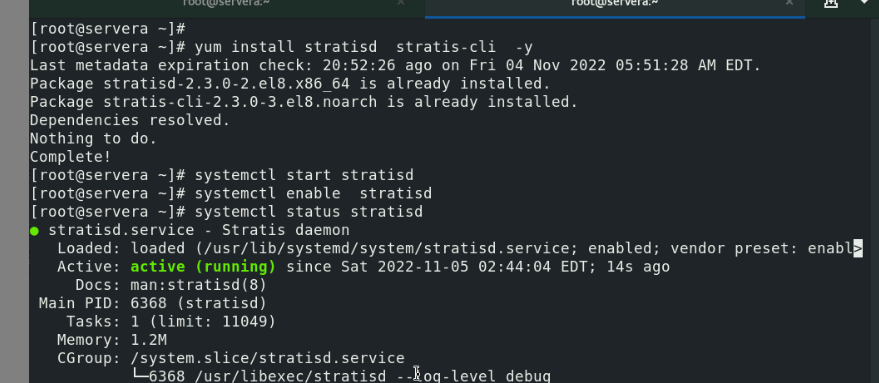 root@servera:~ × root@servera:~ ×
[root@servera ~]#
[root@servera ~]# yum install stratisd  stratis-cli  -y
Last metadata expiration check: 20:52:26 ago on Fri 04 Nov 2022 05:51:28 AM EDT.
Package stratisd-2.3.0-2.el8.x86_64 is already installed.
Package stratis-cli-2.3.0-3.el8.noarch is already installed.
Dependencies resolved.
Nothing to do.
Complete!
[root@servera ~]# systemctl start stratisd
[root@servera ~]# systemctl enable  stratisd
[root@servera ~]# systemctl status stratisd
● stratisd.service - Stratis daemon
   Loaded: loaded (/usr/lib/systemd/system/stratisd.service; enabled; vendor preset: enabl>
   Active: active (running) since Sat 2022-11-05 02:44:04 EDT; 14s ago
     Docs: man:stratisd(8)
 Main PID: 6368 (stratisd)
    Tasks: 1 (limit: 11049)
   Memory: 1.2M
   CGroup: /system.slice/stratisd.service
           └─6368 /usr/libexec/stratisd --log-level debug